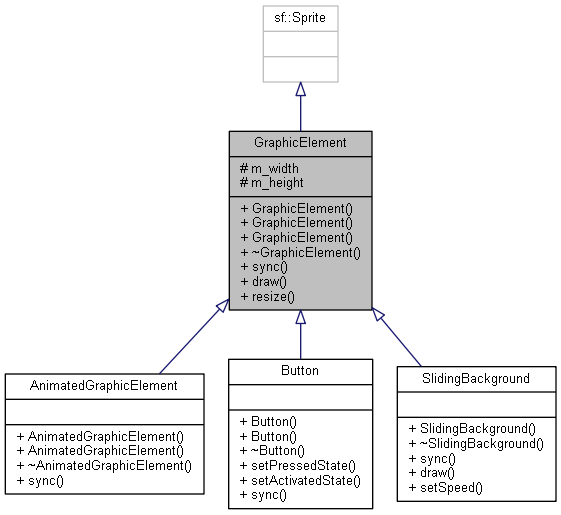 sf::Sprite
GraphicElement
# m_width
# m_height
+ GraphicElement()
+ GraphicElement()
+ GraphicElement()
+ ~GraphicElement()
+ sync()
+ draw()
+ resize()
AnimatedGraphicElement
+ AnimatedGraphicElement()
+ AnimatedGraphicElement()
+ ~AnimatedGraphicElement()
+ sync()
Button
+ Button()
+ Button()
+ ~Button()
+ setPressedState()
+ setActivatedState()
+ sync()
SlidingBackground
+ SlidingBackground()
+ ~SlidingBackground()
+ sync()
+ draw()
+ setSpeed()